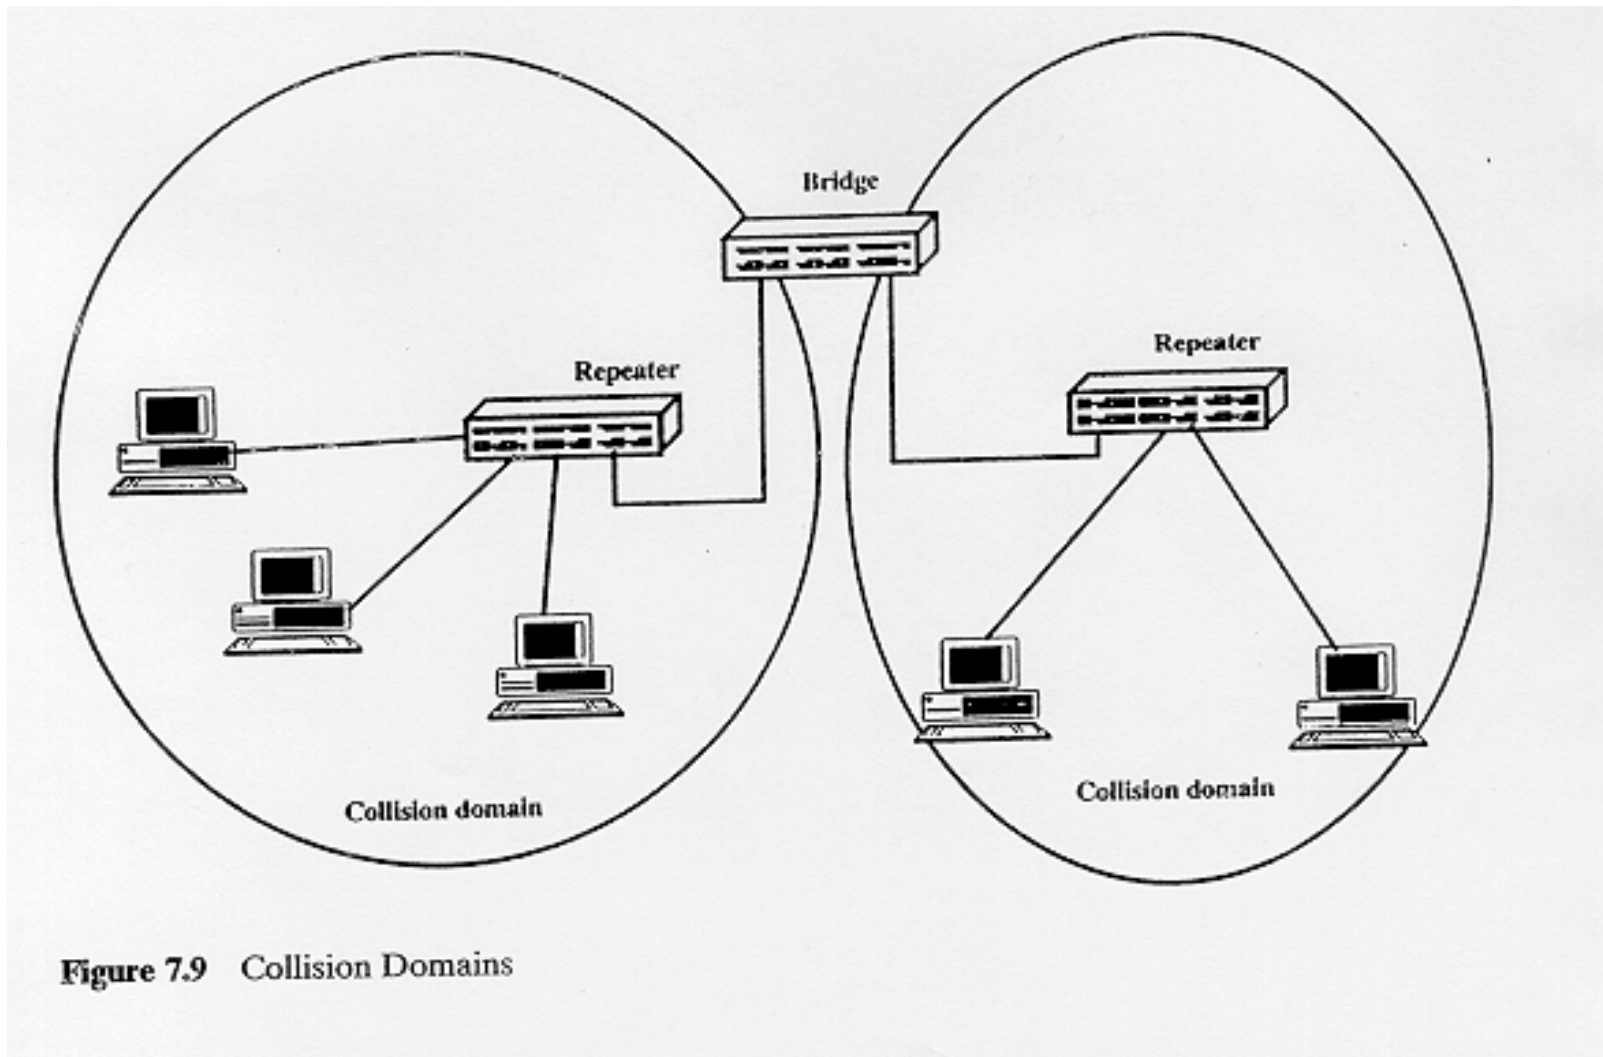 Bridge
Repeater
Repeater
Collision domain
Collision domain
Figure 7.9 Collision Domains